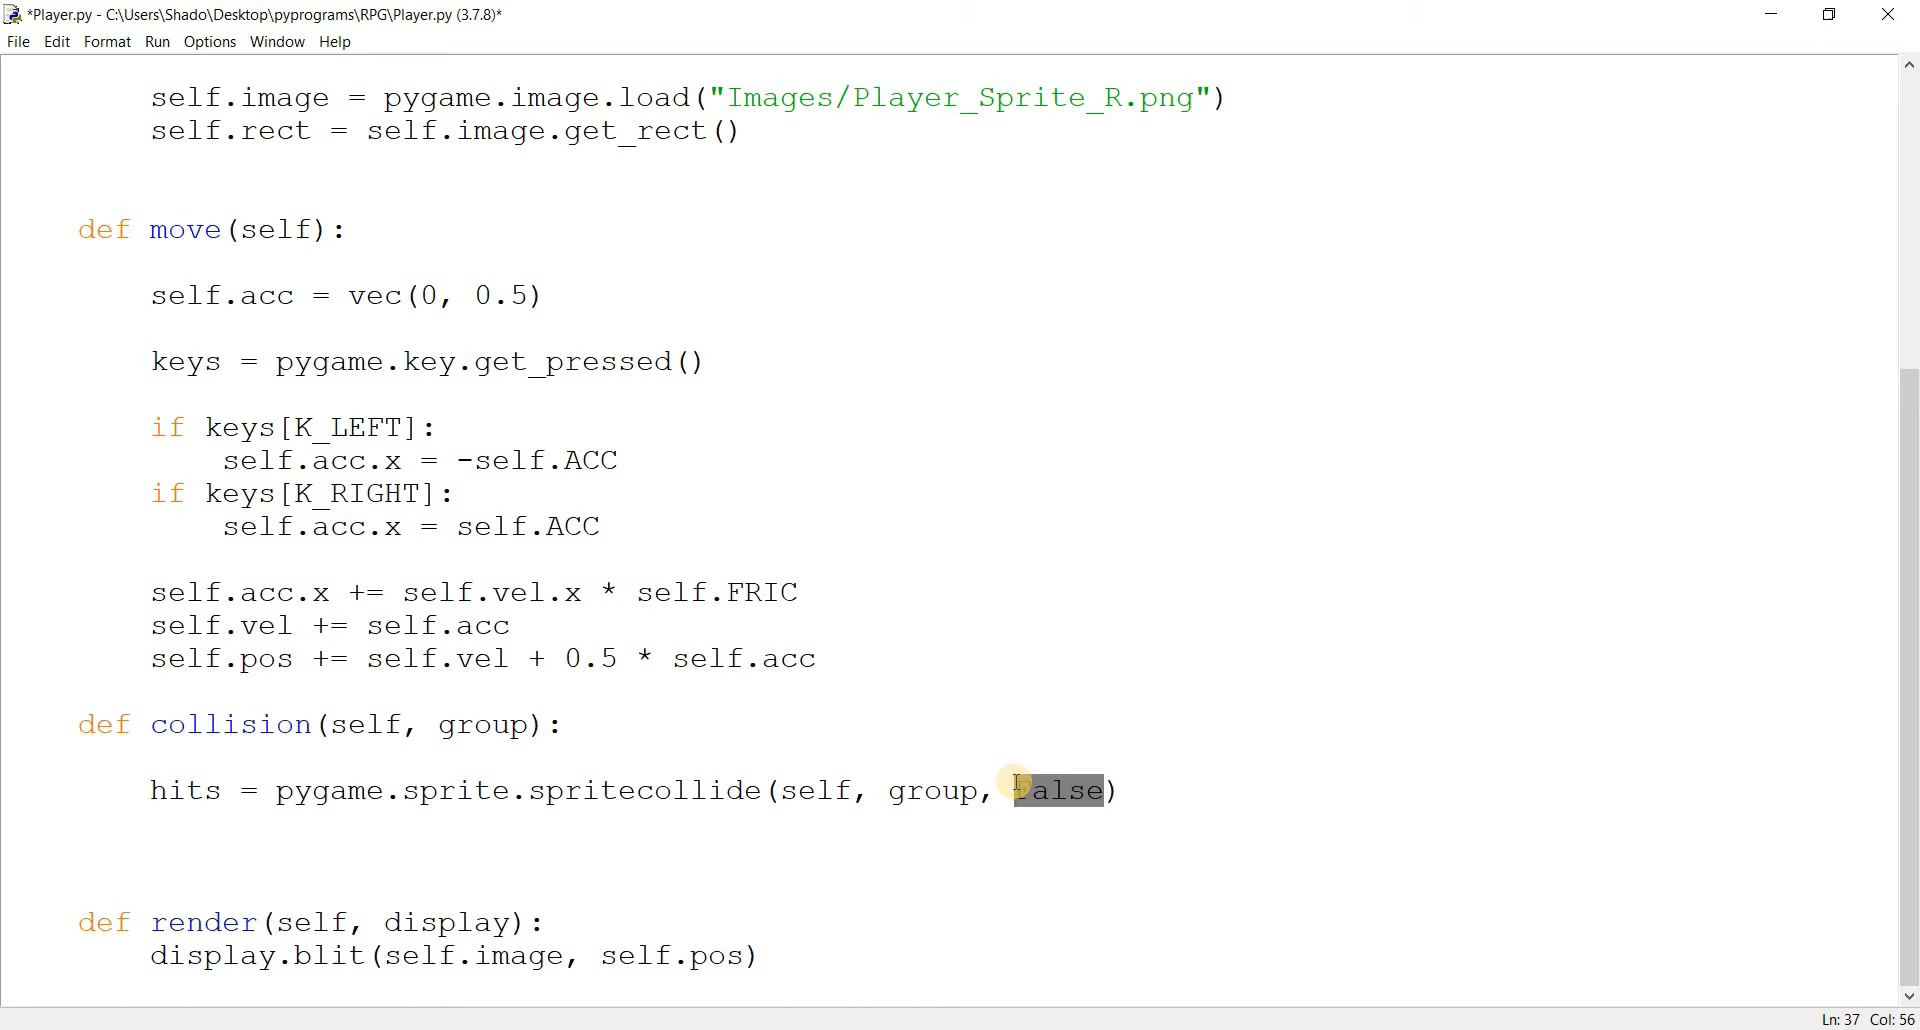 *Player.py - C:\Users\Shado\Desktop\pyprograms\RPG\Player.py (3.7.8)*
File Edit Format Run Options Window Help
self.image = pygame.image.load("Images/Player_Sprite_R.png")
self.rect = self.image.get_rect()
def move(self):
self.acc = vec(0, 0.5)
keys = pygame.key.get_pressed()
if keys[K_LEFT]:
self.acc.x = -self.ACC
if keys[K_RIGHT]:
self.acc.x = self.ACC
self.acc.x += self.vel.x * self.FRIC
self.vel += self.acc
self.pos += self.vel + 0.5 * self.acc
def collision(self, group):
hits = pygame.sprite.spritecollide(self, group, False)
def render(self, display):
display.blit(self.image, self.pos)
Ln: 37 Col: 56